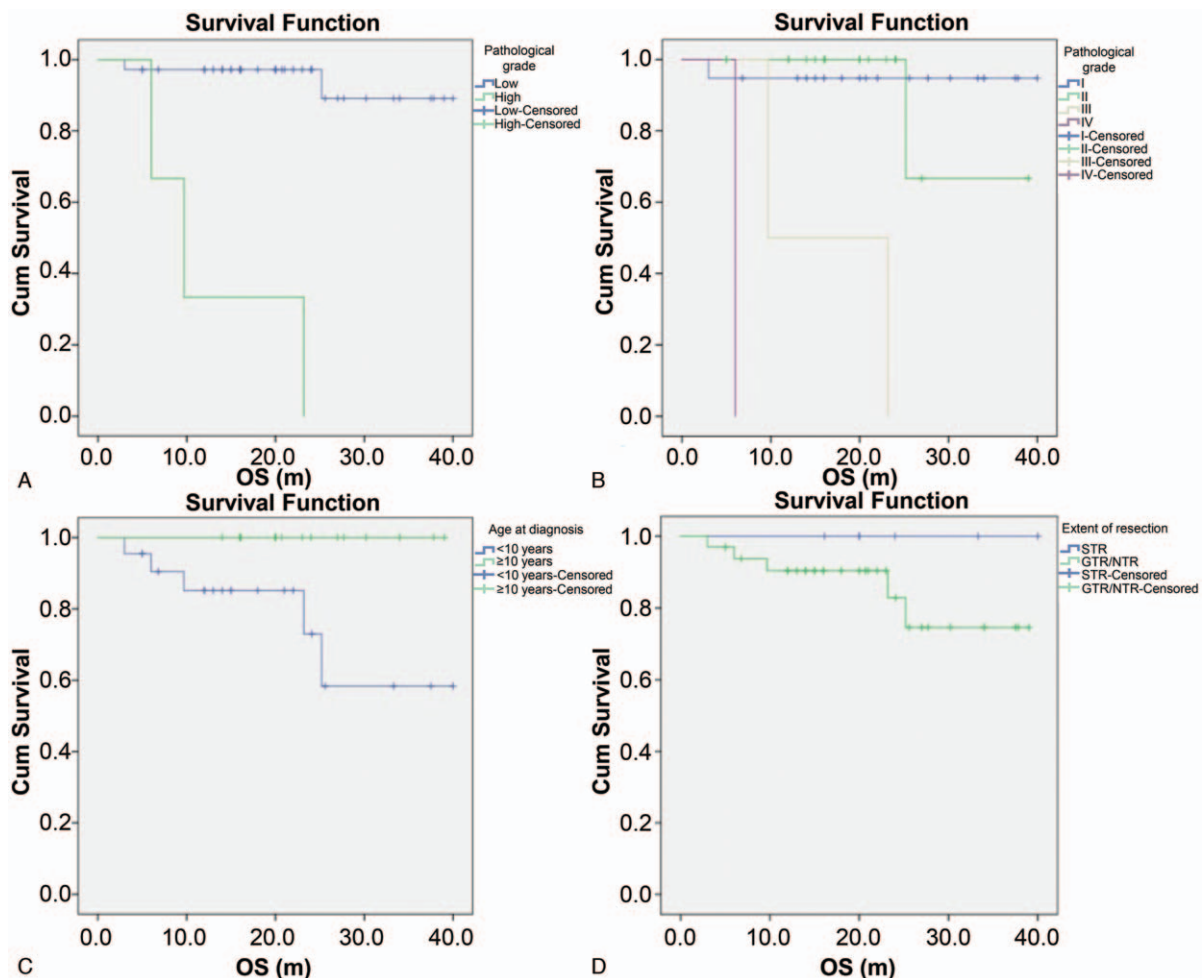 Survival Function
Cum Survival
1.0
0.8
0.6
0.4
0.2
0.0
0.0 10.0 20.0 30.0 40.0
OS (m)
Pathological
grade
Low
High
Low-Censored
High-Censored
A
Survival Function
Cum Survival
1.0
0.8
0.6
0.4
0.2
0.0
0.0 10.0 20.0 30.0 40.0
OS (m)
Pathological
grade
I
II
III
IV
I-Censored
II-Censored
III-Censored
IV-Censored
B
Survival Function
Cum Survival
1.0
0.8
0.6
0.4
0.2
0.0
0.0 10.0 20.0 30.0 40.0
OS (m)
Age at diagnosis
<10 years
≥10 years
<10 years-Censored
≥10 years-Censored
C
Survival Function
Cum Survival
1.0
0.8
0.6
0.4
0.2
0.0
0.0 10.0 20.0 30.0 40.0
OS (m)
Extent of resection
STR
GTR/NTR
STR-Censored
GTR/NTR-Censored
D